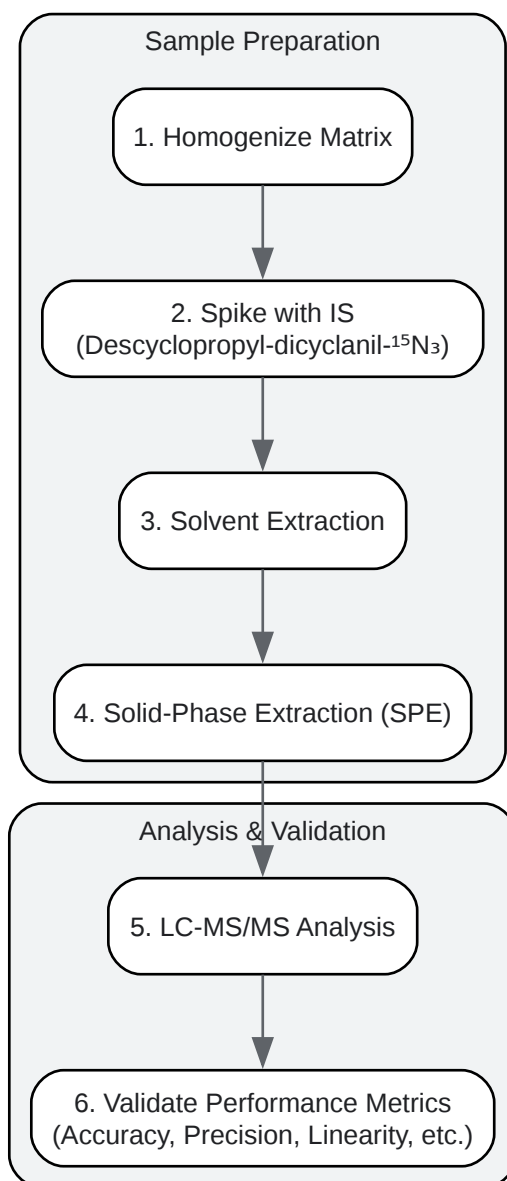 Sample Preparation
1. Homogenize Matrix
2. Spike with IS
(Descyclopropyl-dicyclanil-¹⁵N₃)
3. Solvent Extraction
4. Solid-Phase Extraction (SPE)
Analysis & Validation
5. LC-MS/MS Analysis
6. Validate Performance Metrics
(Accuracy, Precision, Linearity, etc.)